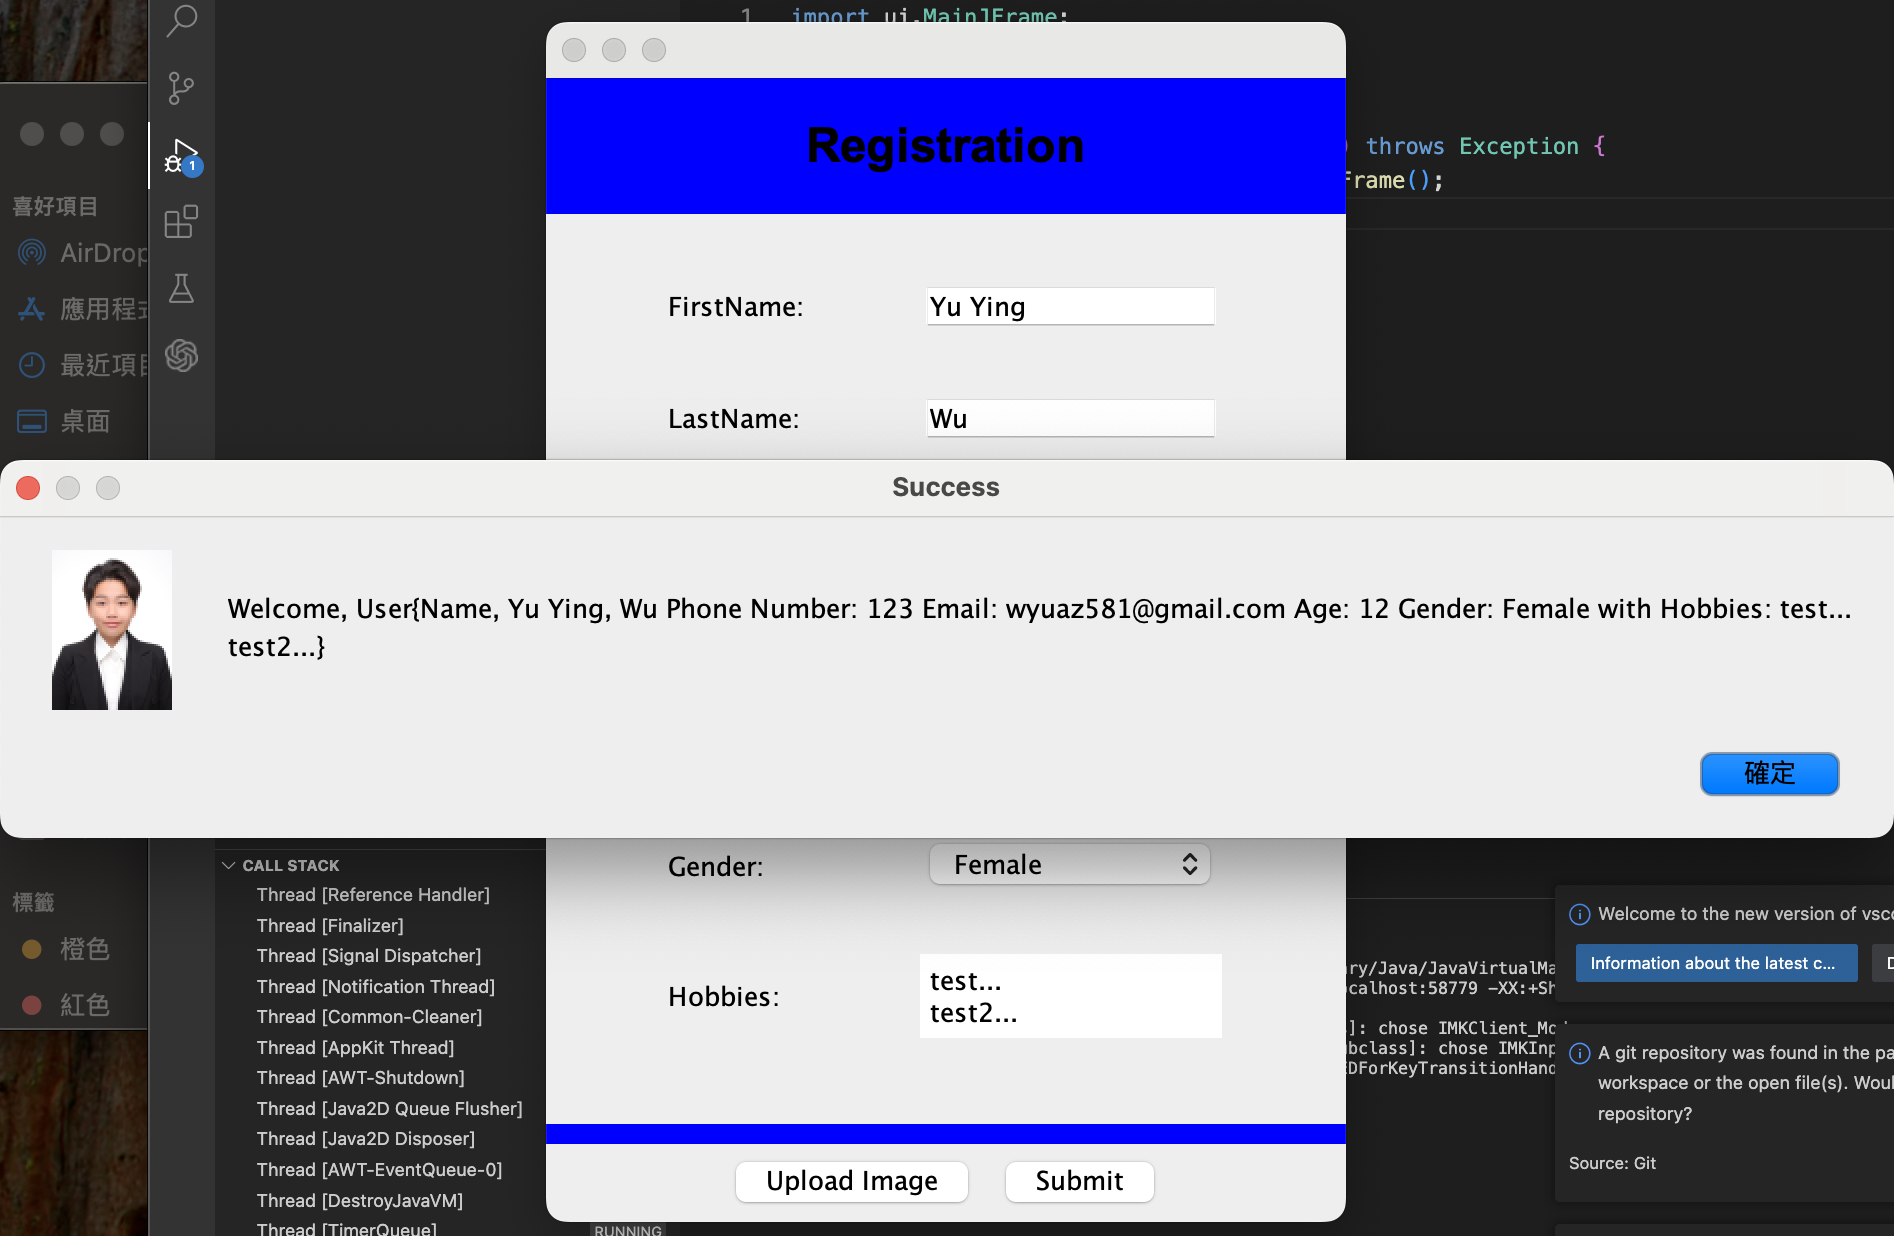 1 import ui.MainJFrame;
Registration
) throws Exception {
Frame();
喜好項目
AirDrop
應用程式
最近項目
桌面
1
FirstName:
Yu Ying
LastName:
Wu
Success
Welcome, User{Name, Yu Ying, Wu Phone Number: 123 Email: wyuaz581@gmail.com Age: 12 Gender: Female with Hobbies: test...
test2...}
確定
標籤
橙色
紅色
CALL STACK
Thread [Reference Handler]
Thread [Finalizer]
Thread [Signal Dispatcher]
Thread [Notification Thread]
Thread [Common-Cleaner]
Thread [AppKit Thread]
Thread [AWT-Shutdown]
Thread [Java2D Queue Flusher]
Thread [Java2D Disposer]
Thread [AWT-EventQueue-0]
Thread [DestroyJavaVM]
Thread [TimerQueue]
RUNNING
Gender:
Female
Hobbies:
test...
test2...
Upload Image
Submit
ary/Java/JavaVirtualMa
calhost:58779 -XX:+Sh
]: chose IMKClient_Mo
bclass]: chose IMKInp
EDForKeyTransitionHand
Welcome to the new version of vsc
Information about the latest c...
D
A git repository was found in the pa
workspace or the open file(s). Woul
repository?
Source: Git